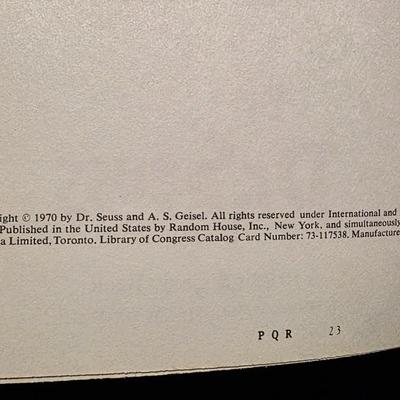 ight © 1970 by Dr. Seuss and A. S. Geisel. All rights reserved under International and
Published in the United States by Random House, Inc., New York, and simultaneously
a Limited, Toronto. Library of Congress Catalog Card Number: 73-117538. Manufacture
P Q R 23